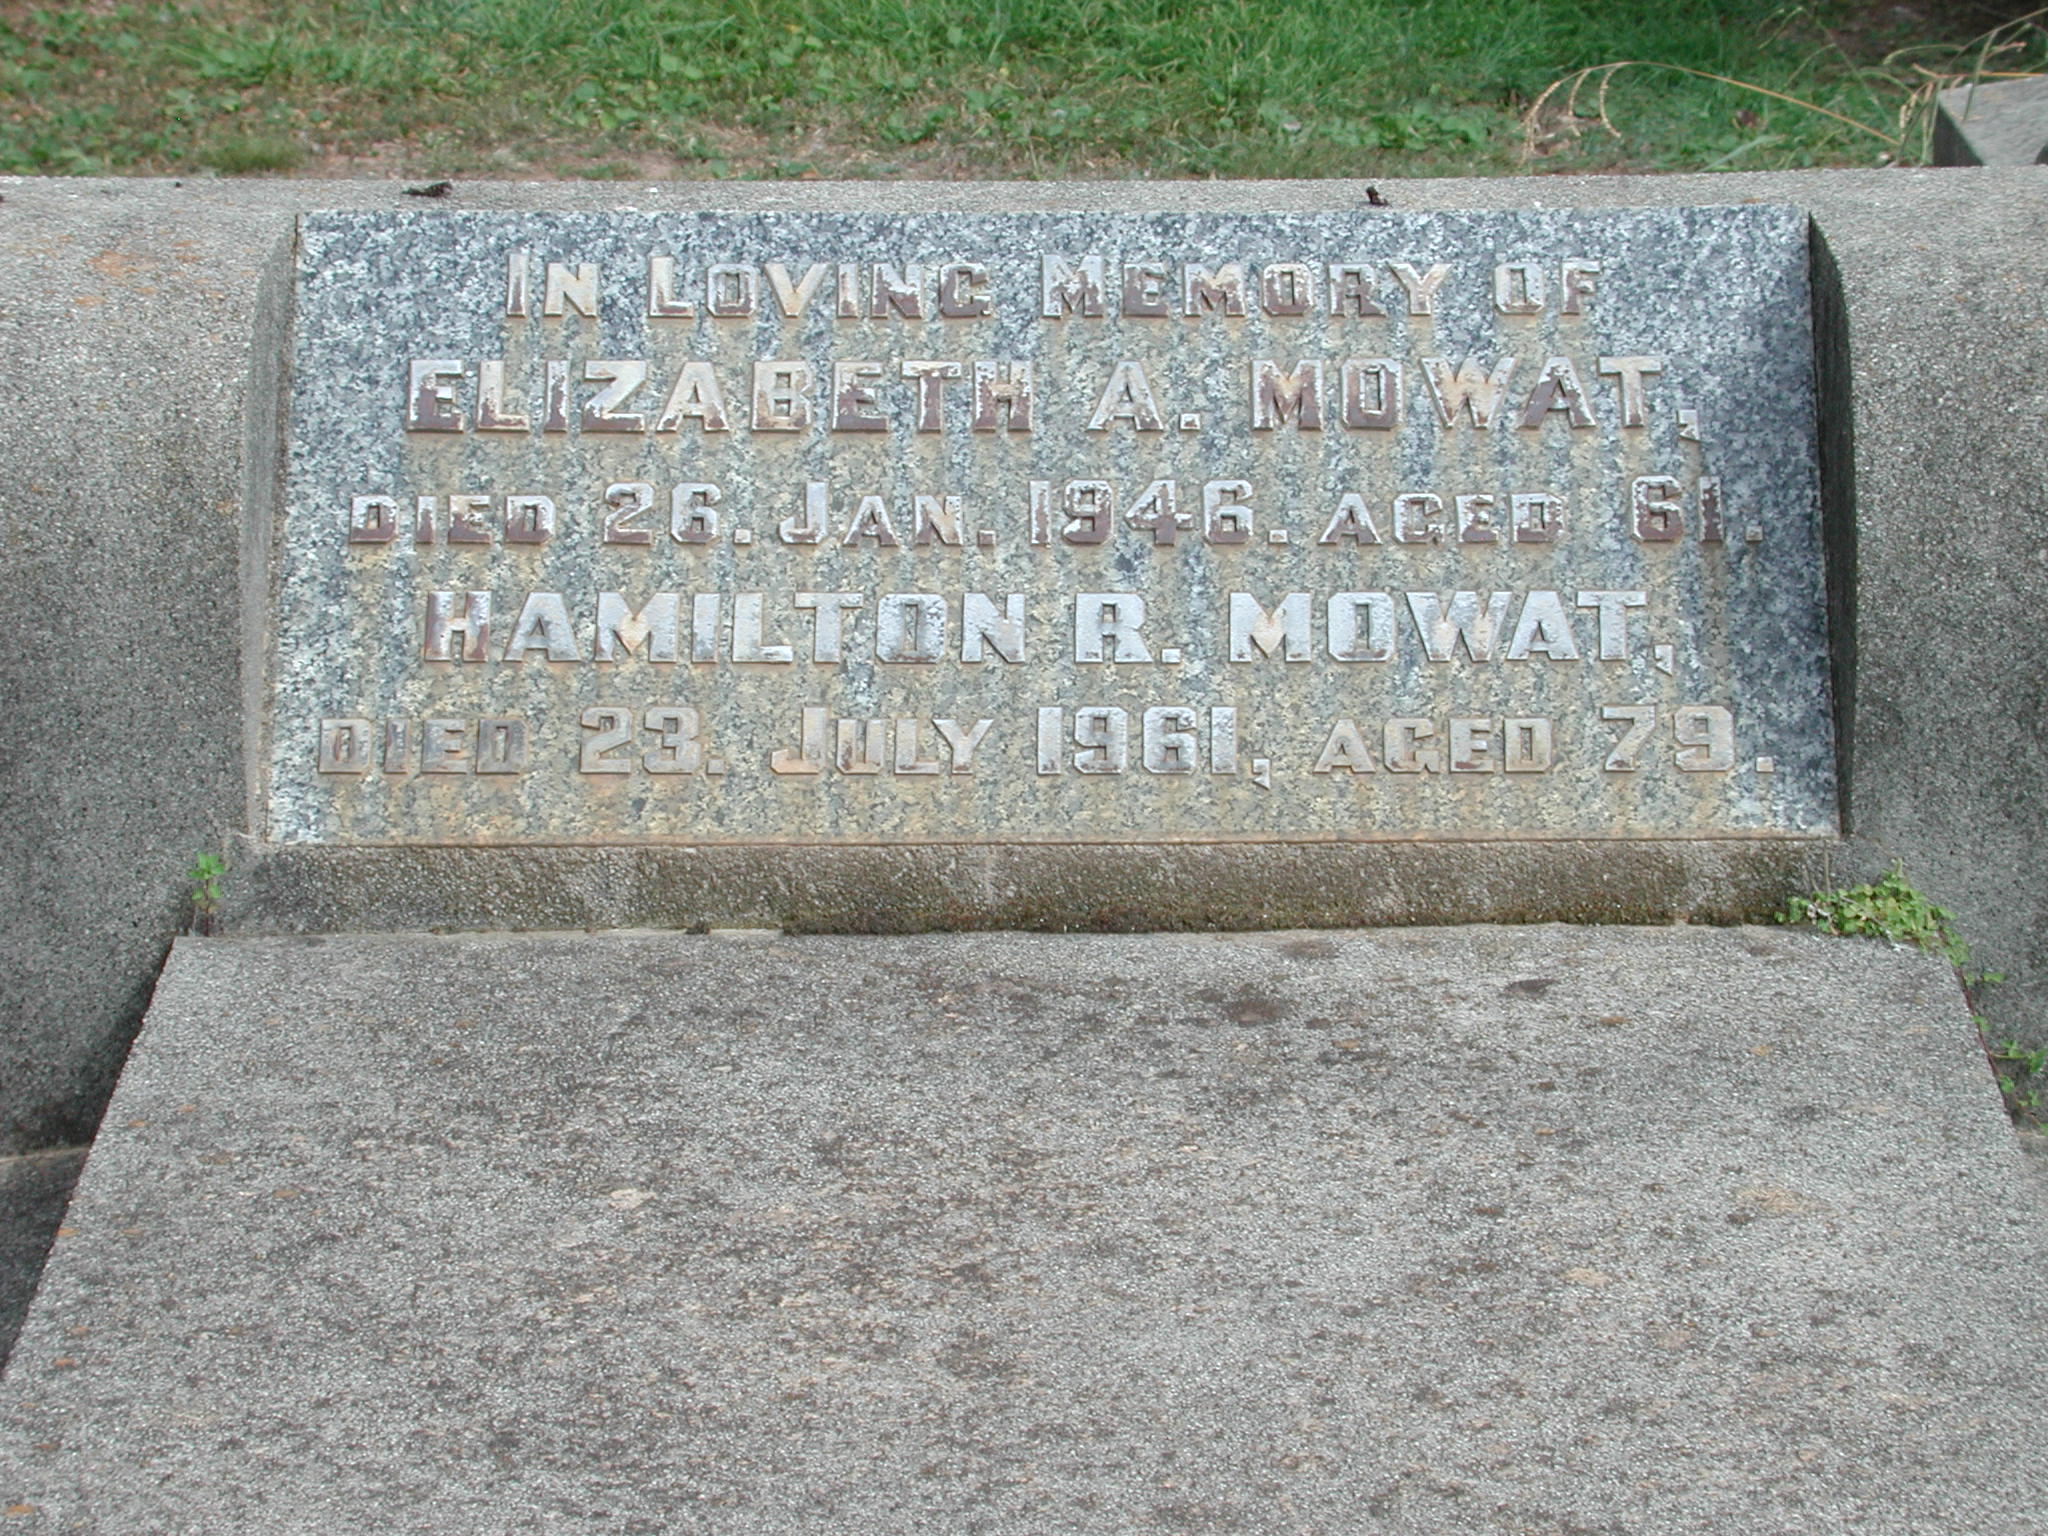 In Loving Memory of
ELIZABETH A. MOWAT,
DIED 26. JAN. 1946. AGED 61.
HAMILTON R. MOWAT,
DIED 23. JULY 1961, AGED 79.